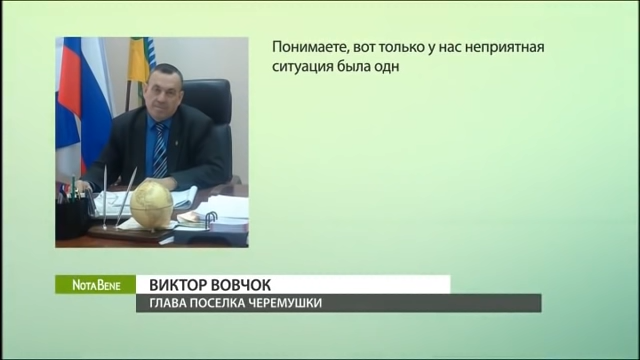 Понимаете, вот только у нас неприятная
ситуация была одн
NOTABENE
ВИКТОР ВОВЧОК
ГЛАВА ПОСЕЛКА ЧЕРЕМУШКИ